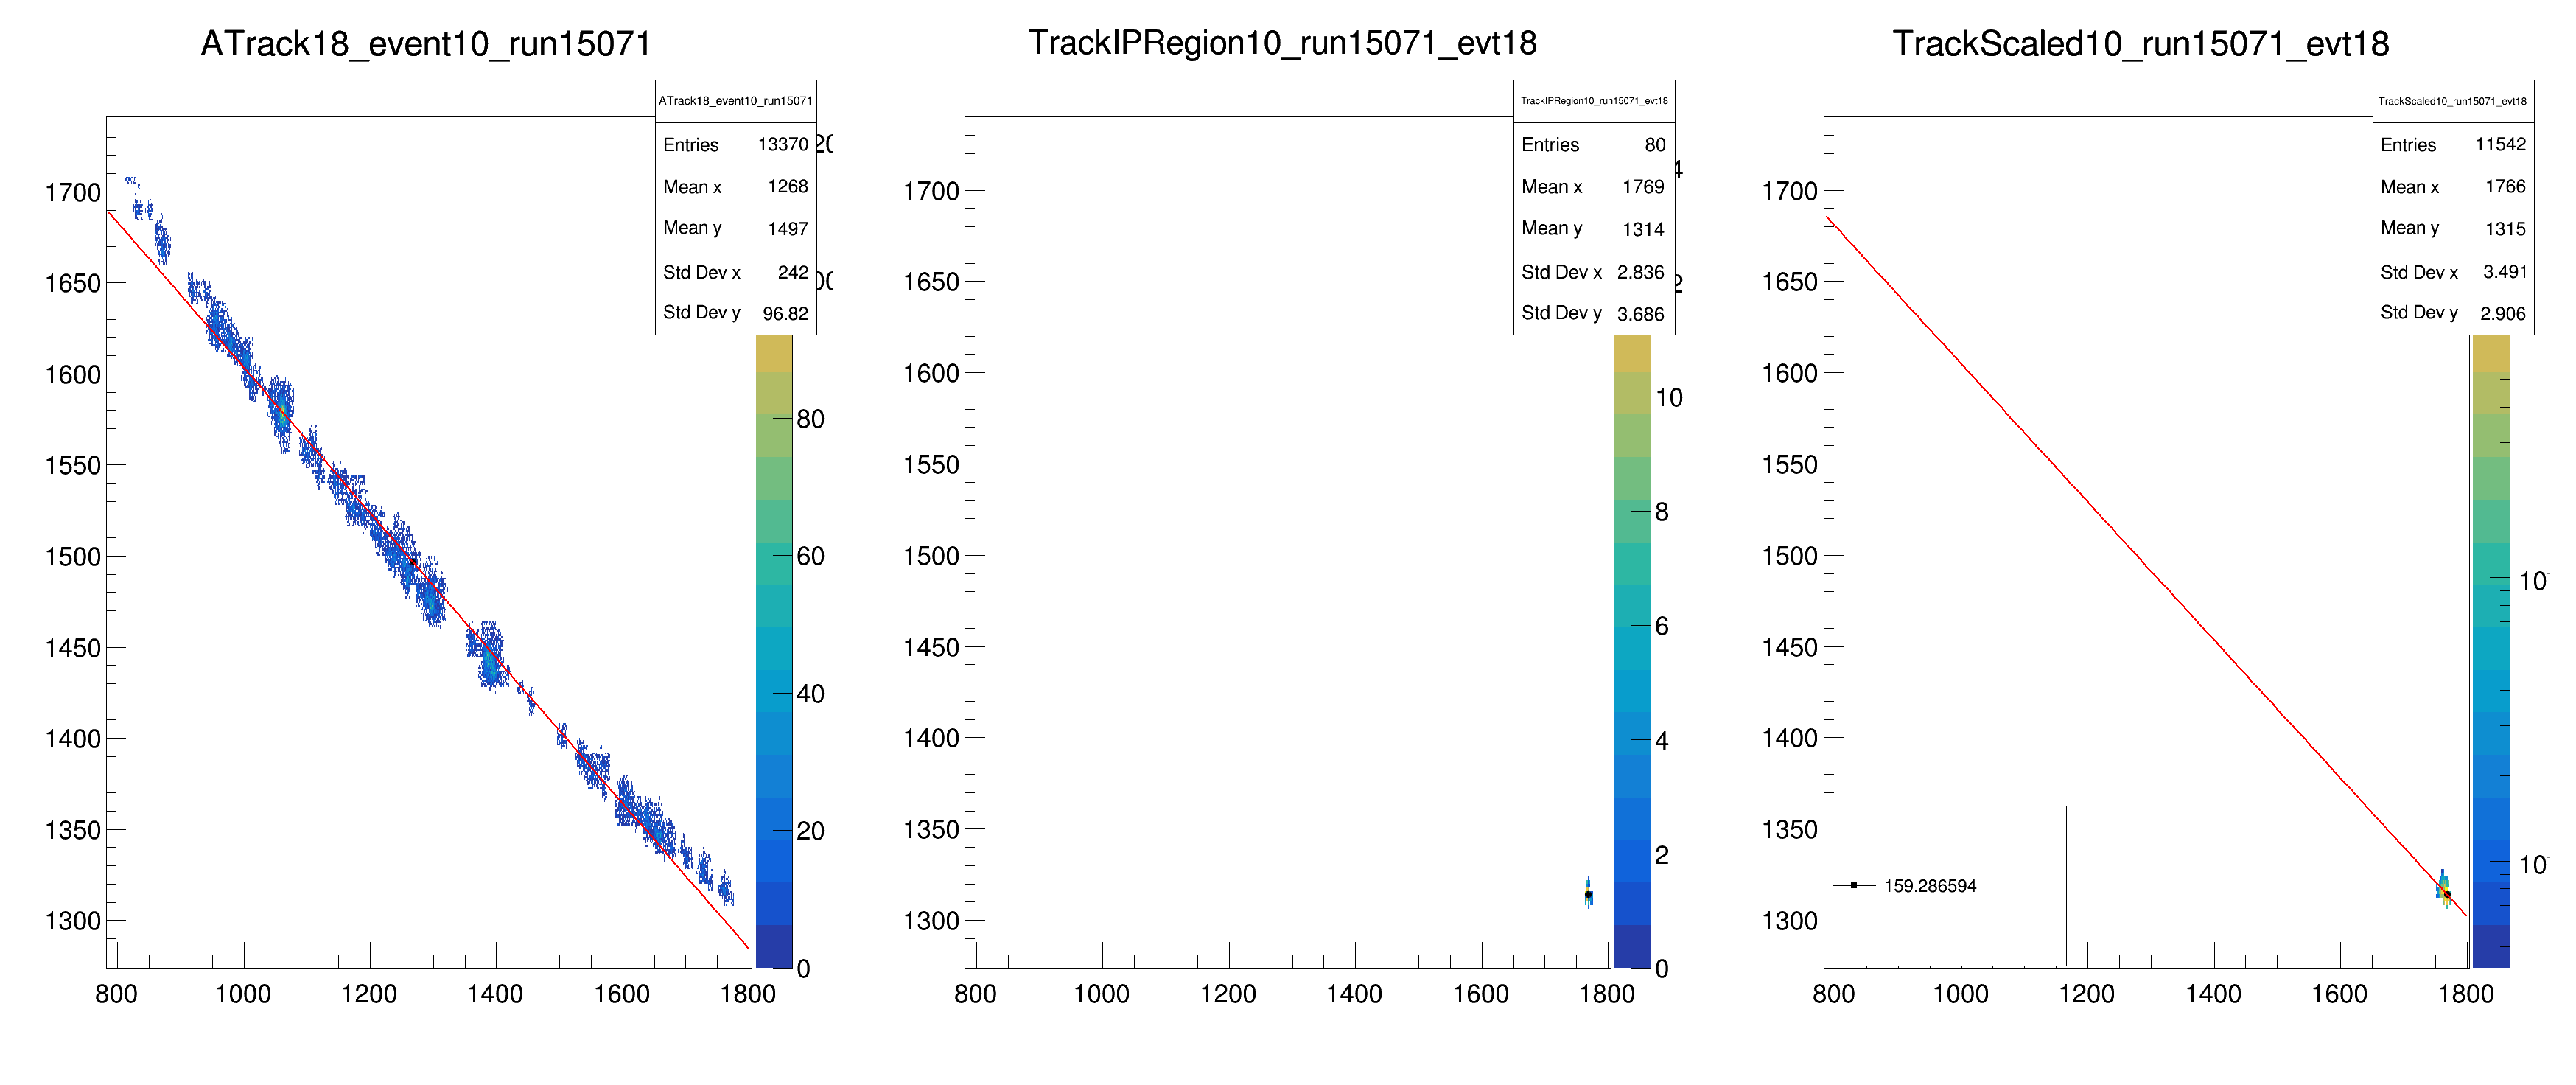 ATrack18_event10_run15071
ATrack18_event10_run15071
Entries 13370
Mean x 1268
Mean y 1497
Std Dev x 242
Std Dev y 96.82
1700
1650
1600
1550
1500
1450
1400
1350
1300
80
60
40
20
0
800 1000 1200 1400 1600 1800
TrackIPRegion10_run15071_evt18
TrackIPRegion10_run15071_evt18
Entries 80
Mean x 1769
Mean y 1314
Std Dev x 2.836
Std Dev y 3.686
1700
1650
1600
1550
1500
1450
1400
1350
1300
10
8
6
4
2
0
800 1000 1200 1400 1600 1800
TrackScaled10_run15071_evt18
TrackScaled10_run15071_evt18
Entries 11542
Mean x 1766
Mean y 1315
Std Dev x 3.491
Std Dev y 2.906
1700
1650
1600
1550
1500
1450
1400
1350
1300
10
10
159.286594
800 1000 1200 1400 1600 1800